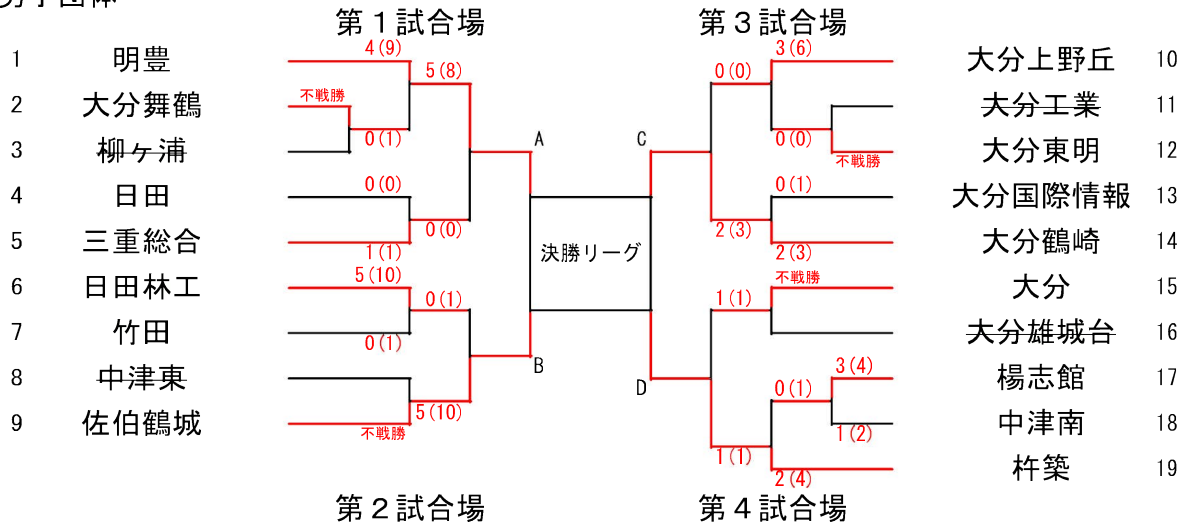 第１試合場
第３試合場
1 明豊
2 大分舞鶴
3 柳ヶ浦
4 日田
5 三重総合
6 日田林工
7 竹田
8 中津東
9 佐伯鶴城
4(9)
5(8)
不戦勝
0(1)
0(0)
0(0)
1(1)
5(10)
0(1)
0(1)
5(10)
不戦勝
A
B
決勝リーグ
C
D
3(6)
0(0)
0(0)
不戦勝
0(1)
2(3)
2(3)
不戦勝
1(1)
3(4)
0(1)
1(2)
1(1)
2(4)
大分上野丘 10
大分工業 11
大分東明 12
大分国際情報 13
大分鶴崎 14
大分 15
大分雄城台 16
楊志館 17
中津南 18
杵築 19
第２試合場
第４試合場